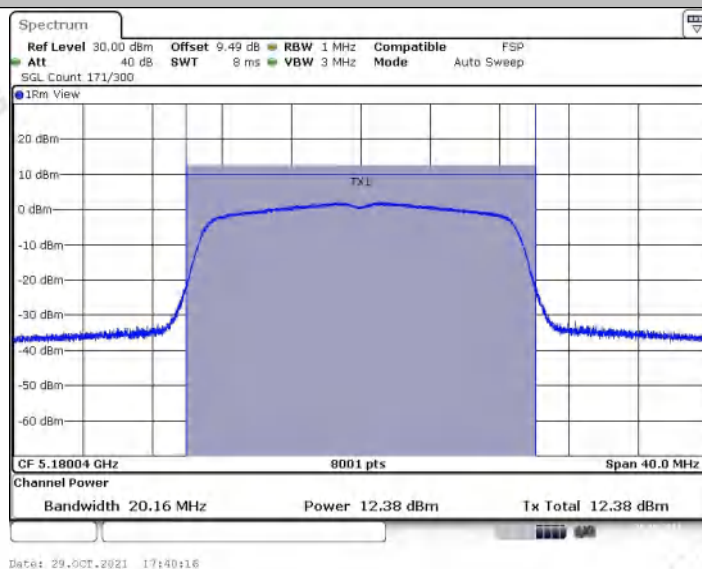 Spectrum
Ref Level 30.00 dBm Offset 9.49 dB RBW 1 MHz Compatible FSP
Att 40 dB SWT 8 ms VBW 3 MHz Mode Auto Sweep
SGL Count 171/300
1Rm View
20 dBm
10 dBm
TX1
0 dBm
-10 dBm
-20 dBm
-30 dBm
-40 dBm
-50 dBm
-60 dBm
CF 5.18004 GHz 8001 pts Span 40.0 MHz
Channel Power
Bandwidth 20.16 MHz Power 12.38 dBm Tx Total 12.38 dBm
Date: 29.OCT.2021 17:40:16